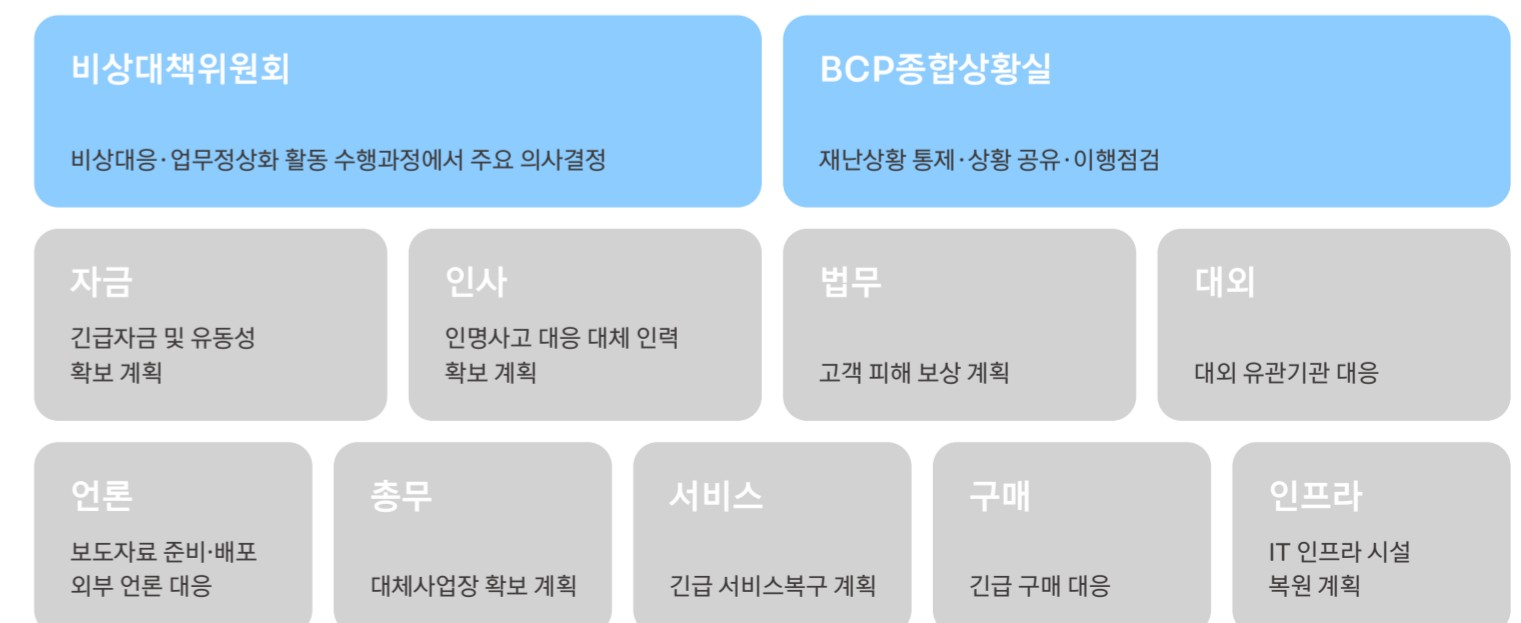 비상대책위원회
비상대응·업무정상화 활동 수행과정에서 주요 의사결정
BCP종합상황실
재난상황 통제·상황 공유·이행점검
자금
긴급자금 및 유동성
확보 계획
인사
인명사고 대응 대체 인력
확보 계획
법무
고객 피해 보상 계획
대외
대외 유관기관 대응
언론
보도자료 준비·배포
외부 언론 대응
총무
대체사업장 확보 계획
서비스
긴급 서비스복구 계획
구매
긴급 구매 대응
인프라
IT 인프라 시설
복원 계획